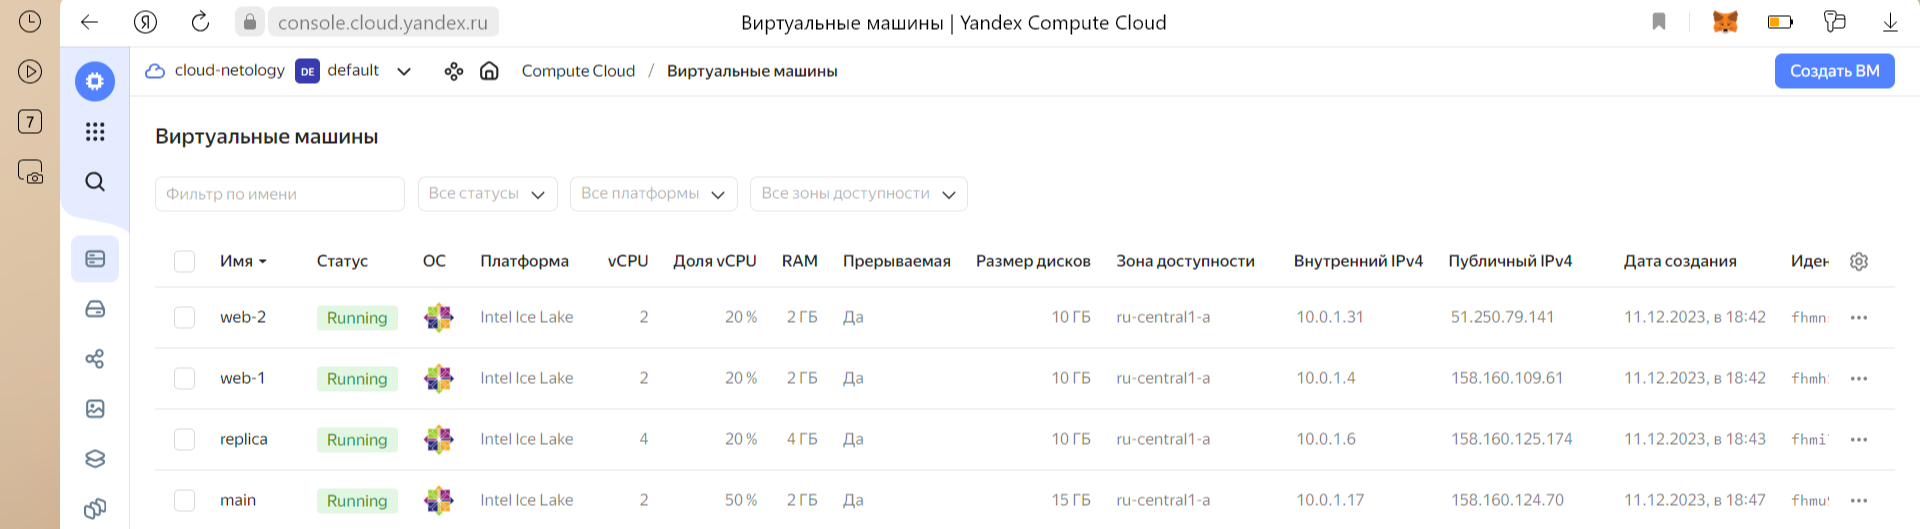 Я
console.cloud.yandex.ru
Виртуальные машины | Yandex Compute Cloud
7
cloud-netology DE default Compute Cloud / Виртуальные машины Создать ВМ
Виртуальные машины
Фильтр по имени Все статусы Все платформы Все зоны доступности
Имя Статус ОС Платформа vCPU Доля vCPU RAM Прерываемая Размер дисков Зона доступности Внутренний IPv4 Публичный IPv4 Дата создания Иден
web-2 Running Intel Ice Lake 2 20 % 2 ГБ Да 10 ГБ ru-central1-a 10.0.1.31 51.250.79.141 11.12.2023, в 18:42 fhmn
web-1 Running Intel Ice Lake 2 20 % 2 ГБ Да 10 ГБ ru-central1-a 10.0.1.4 158.160.109.61 11.12.2023, в 18:42 fhmh
replica Running Intel Ice Lake 4 20 % 4 ГБ Да 10 ГБ ru-central1-a 10.0.1.6 158.160.125.174 11.12.2023, в 18:43 fhmi
main Running Intel Ice Lake 2 50 % 2 ГБ Да 15 ГБ ru-central1-a 10.0.1.17 158.160.124.70 11.12.2023, в 18:47 fhmu